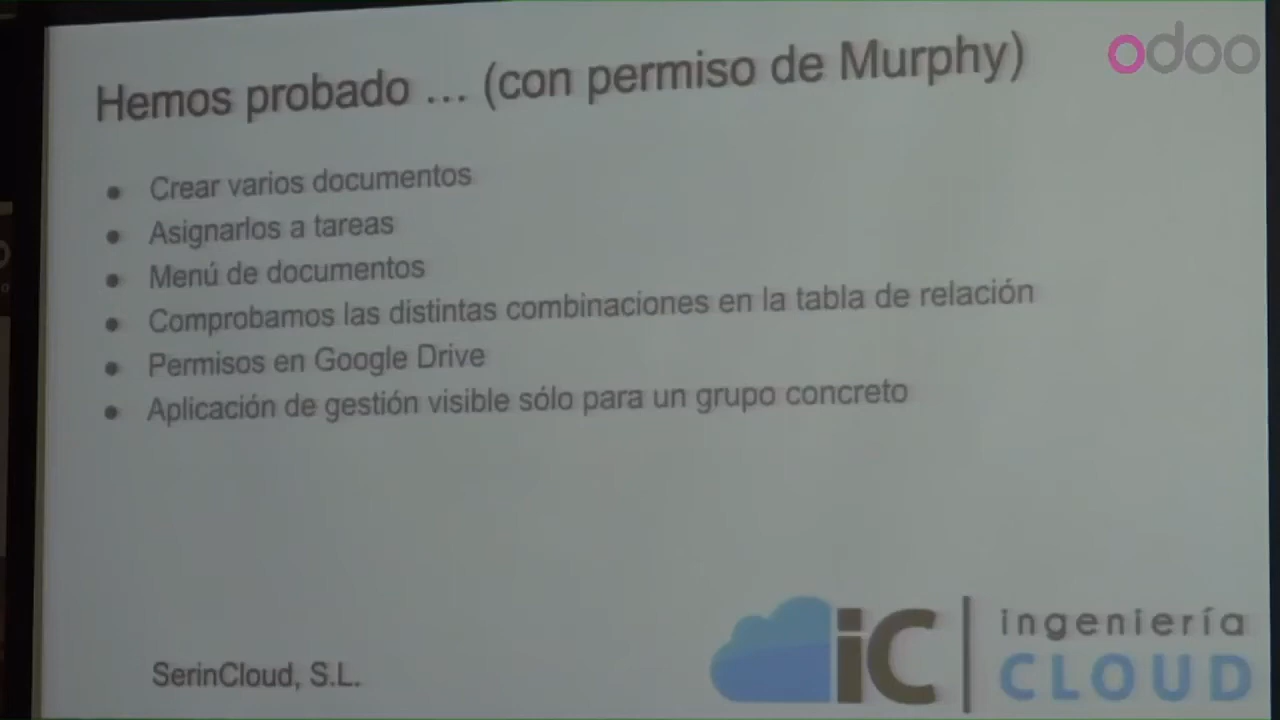 odoo
Hemos probado ... (con permiso de Murphy)
● Crear varios documentos
● Asignarlos a tareas
● Menú de documentos
● Comprobamos las distintas combinaciones en la tabla de relación
● Permisos en Google Drive
● Aplicación de gestión visible sólo para un grupo concreto
SerinCloud, S.L.
iC
ingeniería
CLOUD